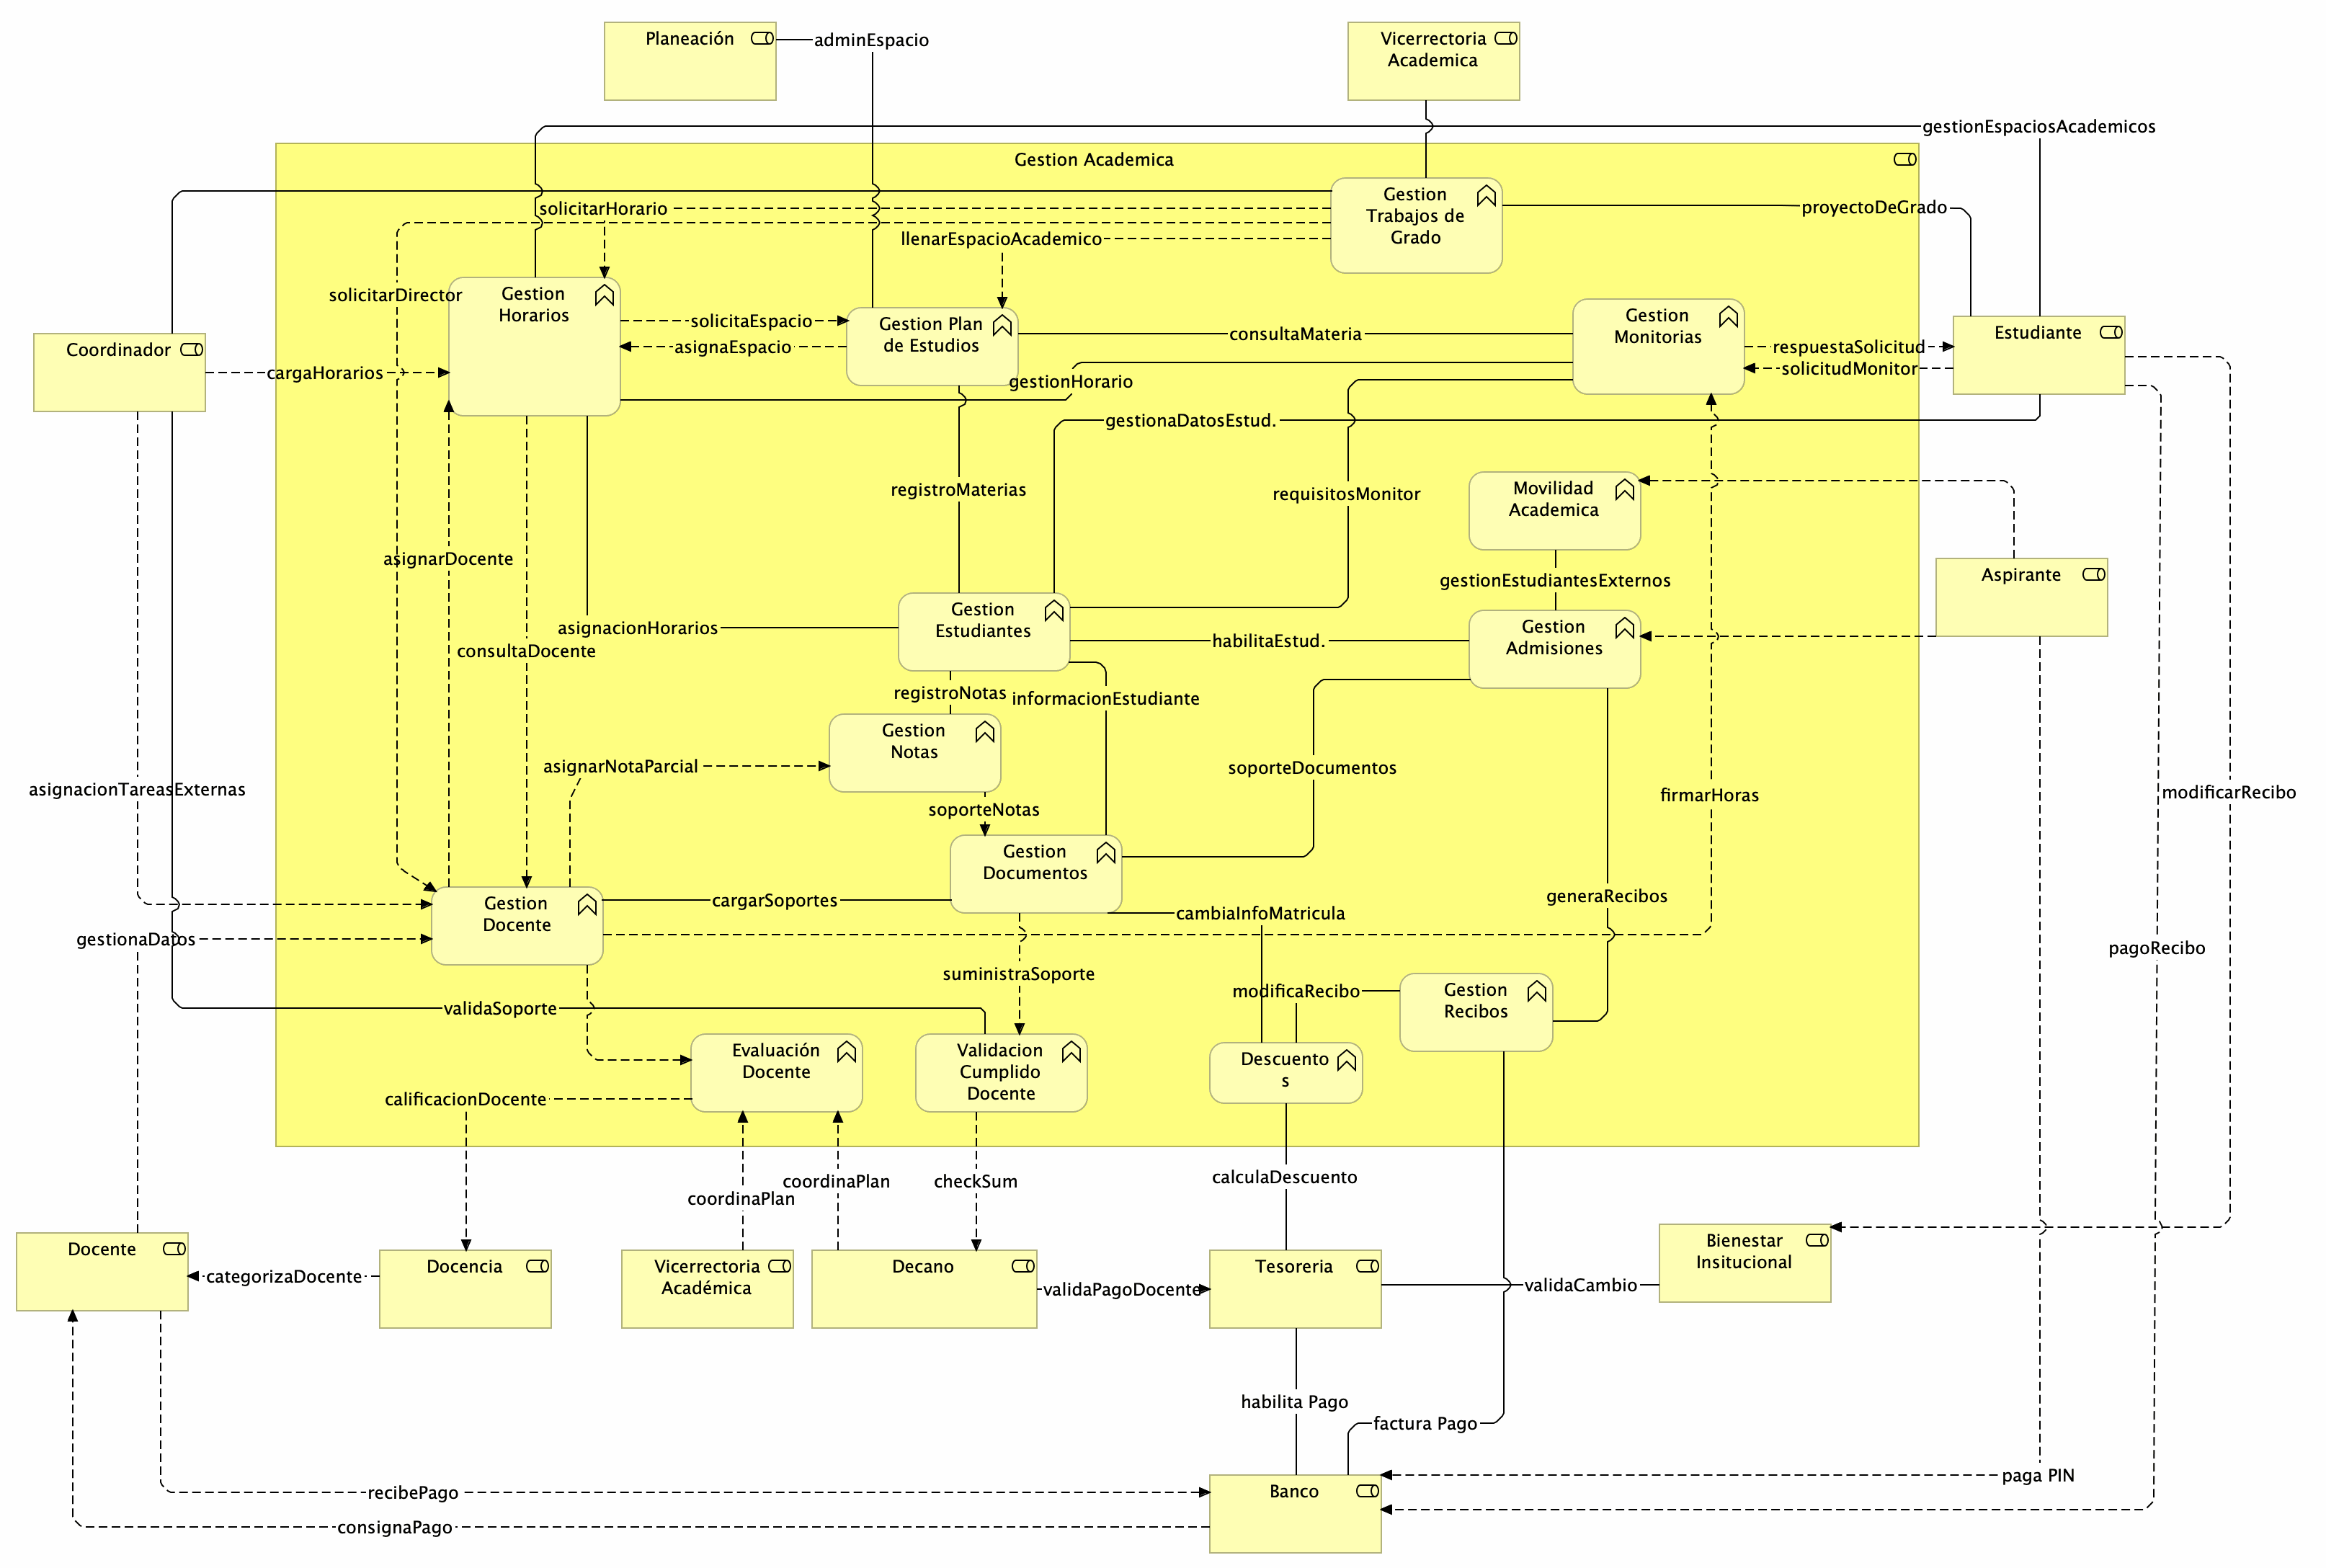 Planeación
adminEspacio
Vicerrectoria
Academica
gestionEspaciosAcademicos
Gestion Academica
Gestion
Trabajos de
Grado
solicitarHorario
proyectoDeGrado
llenarEspacioAcademico
solicitarDirector
Gestion
Horarios
solicitaEspacio
asignaEspacio
Gestion Plan
de Estudios
consultaMateria
Gestion
Monitorias
respuestaSolicitud
solicitudMonitor
Estudiante
Coordinador
cargaHorarios
gestionHorario
gestionaDatosEstud.
registroMaterias
requisitosMonitor
Movilidad
Academica
asignarDocente
gestionEstudiantesExternos
Aspirante
Gestion
Estudiantes
asignacionHorarios
habilitaEstud.
Gestion
Admisiones
consultaDocente
registroNotas
informacionEstudiante
Gestion
Notas
asignarNotaParcial
soporteDocumentos
asignacionTareasExternas
firmarHoras
modificarRecibo
soporteNotas
Gestion
Documentos
Gestion
Docente
cargarSoportes
cambiaInfoMatricula
generaRecibos
gestionaDatos
pagoRecibo
suministraSoporte
modificaRecibo
Gestion
Recibos
validaSoporte
Evaluación
Docente
Validacion
Cumplido
Docente
Descuento
s
calificacionDocente
coordinaPlan
coordinaPlan
checkSum
calculaDescuento
Docente
categorizaDocente
Docencia
Vicerrectoria
Académica
Decano
validaPagoDocente
Tesoreria
validaCambio
Bienestar
Insitucional
habilita Pago
factura Pago
paga PIN
recibePago
Banco
consignaPago